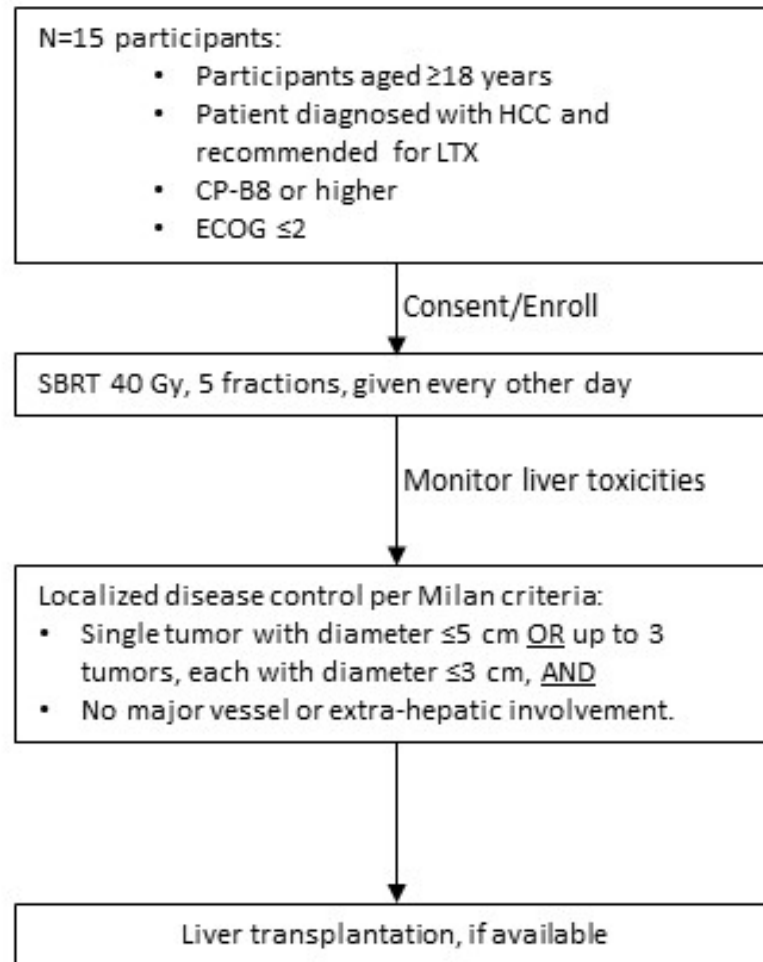 N=15 participants:
• Participants aged ≥18 years
• Patient diagnosed with HCC and
recommended for LTX
• CP-B8 or higher
• ECOG ≤2
Consent/Enroll
SBRT 40 Gy, 5 fractions, given every other day
Monitor liver toxicities
Localized disease control per Milan criteria:
• Single tumor with diameter ≤5 cm OR up to 3
tumors, each with diameter ≤3 cm, AND
• No major vessel or extra-hepatic involvement.
Liver transplantation, if available